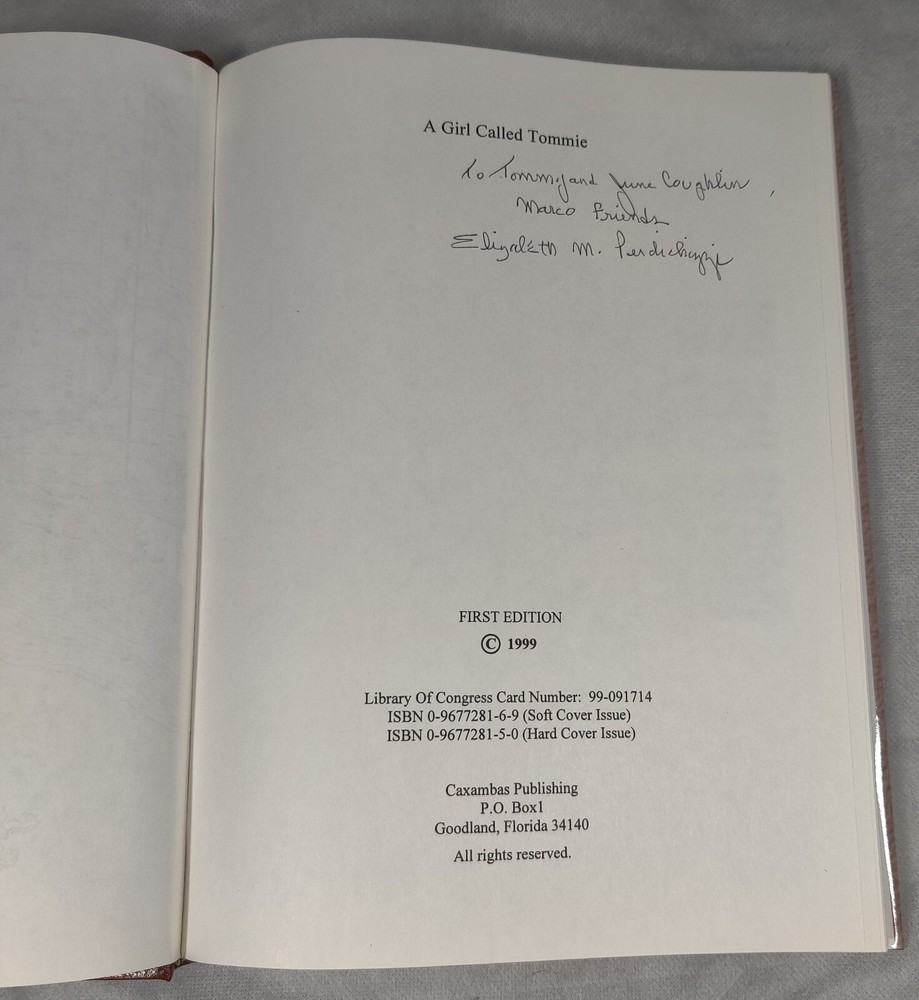 A Girl Called Tommie
To Tommy and June Coughlin,
Marco Friends
Elizabeth M. Perdichizzi
FIRST EDITION
© 1999
Library Of Congress Card Number: 99-091714
ISBN 0-9677281-6-9 (Soft Cover Issue)
ISBN 0-9677281-5-0 (Hard Cover Issue)
Caxambas Publishing
P.O. Box1
Goodland, Florida 34140
All rights reserved.